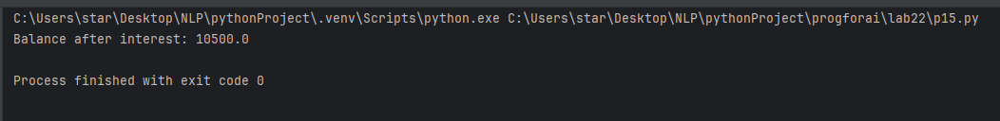 C:\Users\star\Desktop\NLP\pythonProject\.venv\Scripts\python.exe C:\Users\star\Desktop\NLP\pythonProject\progforai\lab22\p15.py
Balance after interest: 10500.0
Process finished with exit code 0